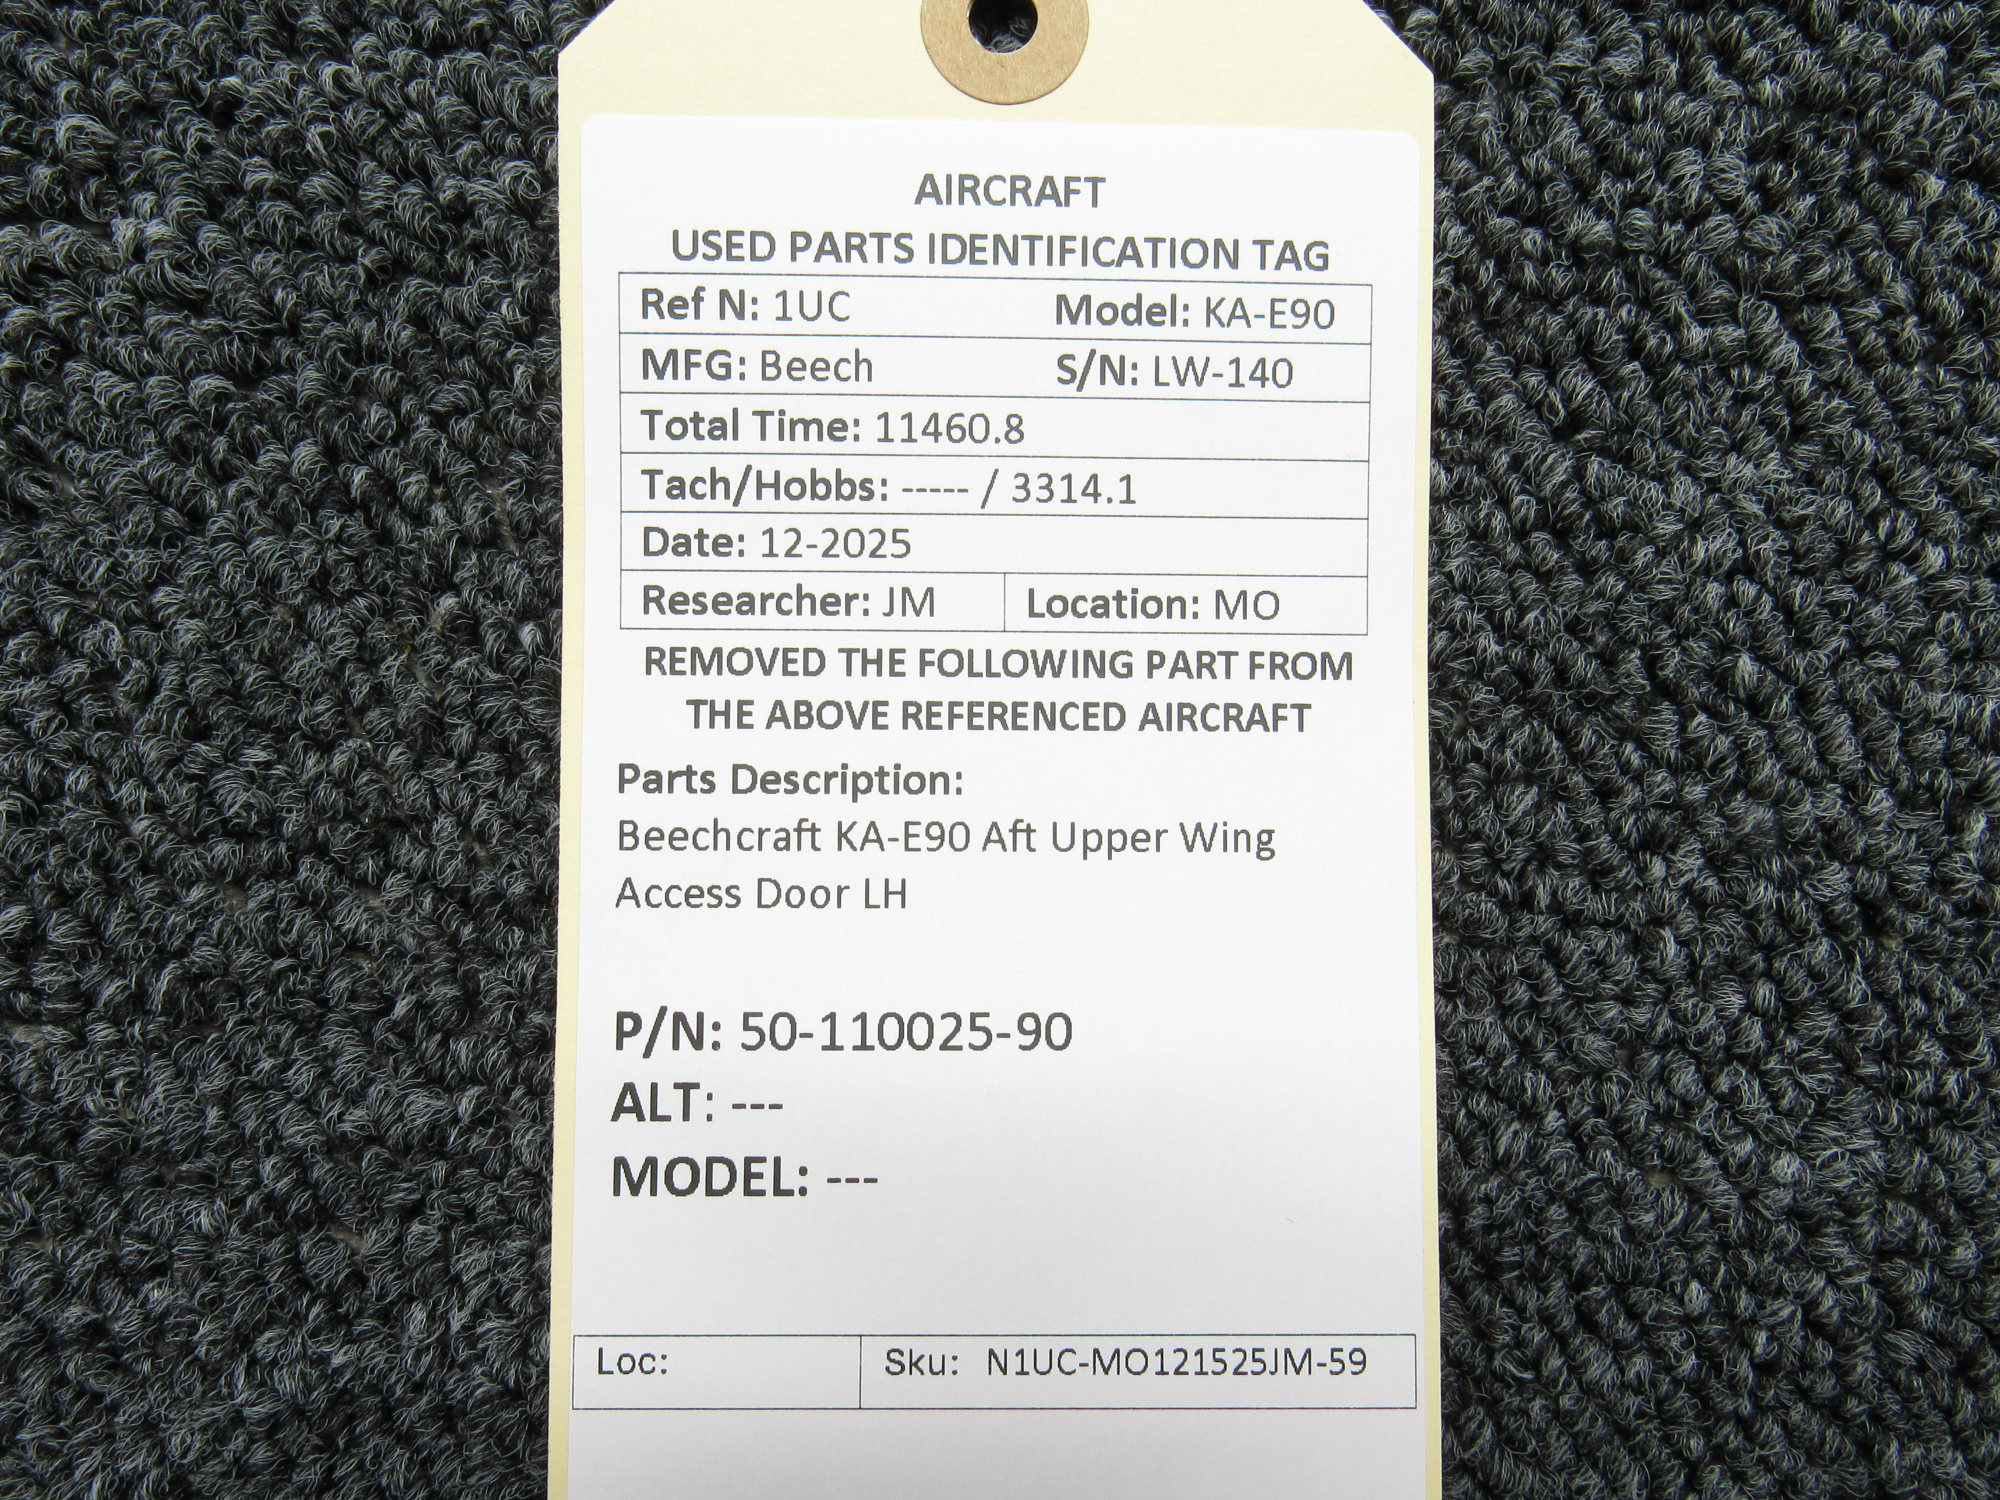 AIRCRAFT
USED PARTS IDENTIFICATION TAG
Ref N: 1UC Model: KA-E90
MFG: Beech S/N: LW-140
Total Time: 11460.8
Tach/Hobbs: ----- / 3314.1
Date: 12-2025
Researcher: JM Location: MO
REMOVED THE FOLLOWING PART FROM
THE ABOVE REFERENCED AIRCRAFT
Parts Description:
Beechcraft KA-E90 Aft Upper Wing
Access Door LH
P/N: 50-110025-90
ALT: ---
MODEL: ---
Loc: Sku: N1UC-MO121525JM-59